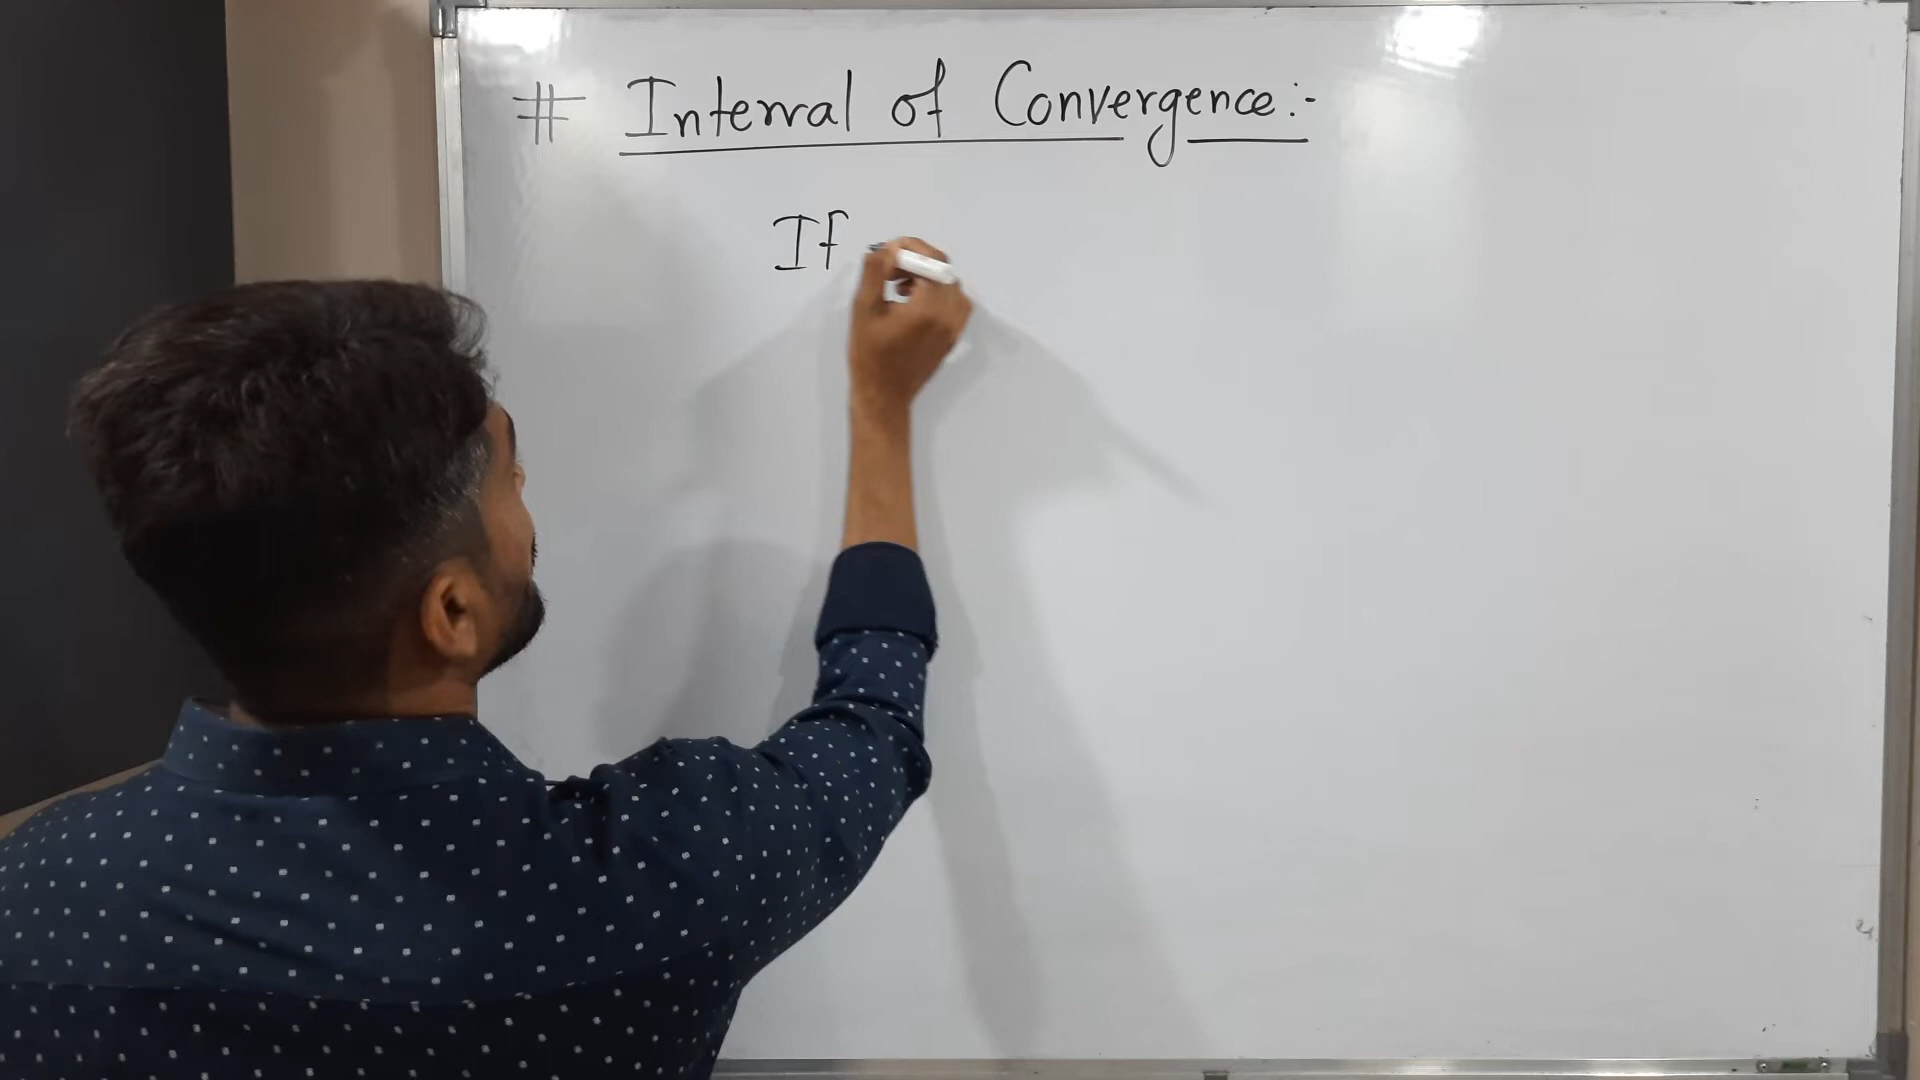 # Interval of Convergence:-
If